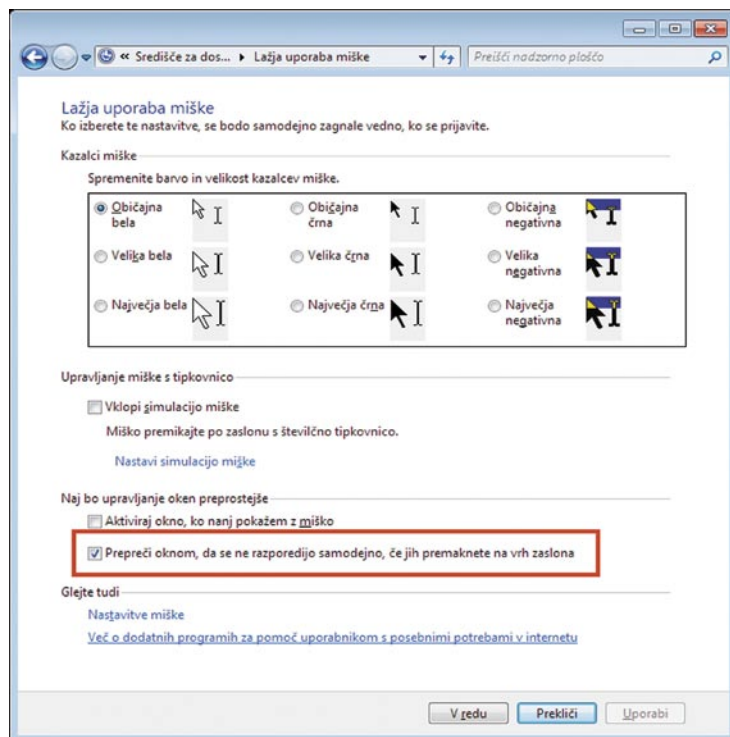 « Središče za dos... ▸ Lažja uporaba miške
Preišči nadzorno ploščo
Lažja uporaba miške
Ko izberete te nastavitve, se bodo samodejno zagnale vedno, ko se prijavite.
Kazalci miške
Spremenite barvo in velikost kazalcev miške.
Običajna bela
Običajna črna
Običajna negativna
Velika bela
Velika črna
Velika negativna
Največja bela
Največja črna
Največja negativna
Upravljanje miške s tipkovnico
Vklopi simulacijo miške
Miško premikajte po zaslonu s številčno tipkovnico.
Nastavi simulacijo miške
Naj bo upravljanje oken preprostejše
Aktiviraj okno, ko nanj pokažem z miško
Prepreči oknom, da se ne razporedijo samodejno, če jih premaknete na vrh zaslona
Glejte tudi
Nastavitve miške
Več o dodatnih programih za pomoč uporabnikom s posebnimi potrebami v internetu
V redu
Prekliči
Uporabi